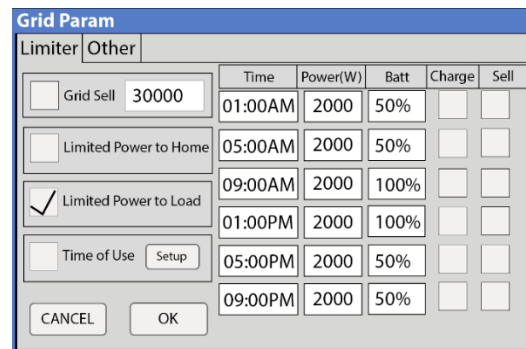 Grid Param
Limiter Other
Grid Sell 30000
Limited Power to Home
Limited Power to Load
Time of Use Setup
CANCEL OK
Time Power(W) Batt Charge Sell
01:00AM 2000 50%
05:00AM 2000 50%
09:00AM 2000 100%
01:00PM 2000 100%
05:00PM 2000 50%
09:00PM 2000 50%